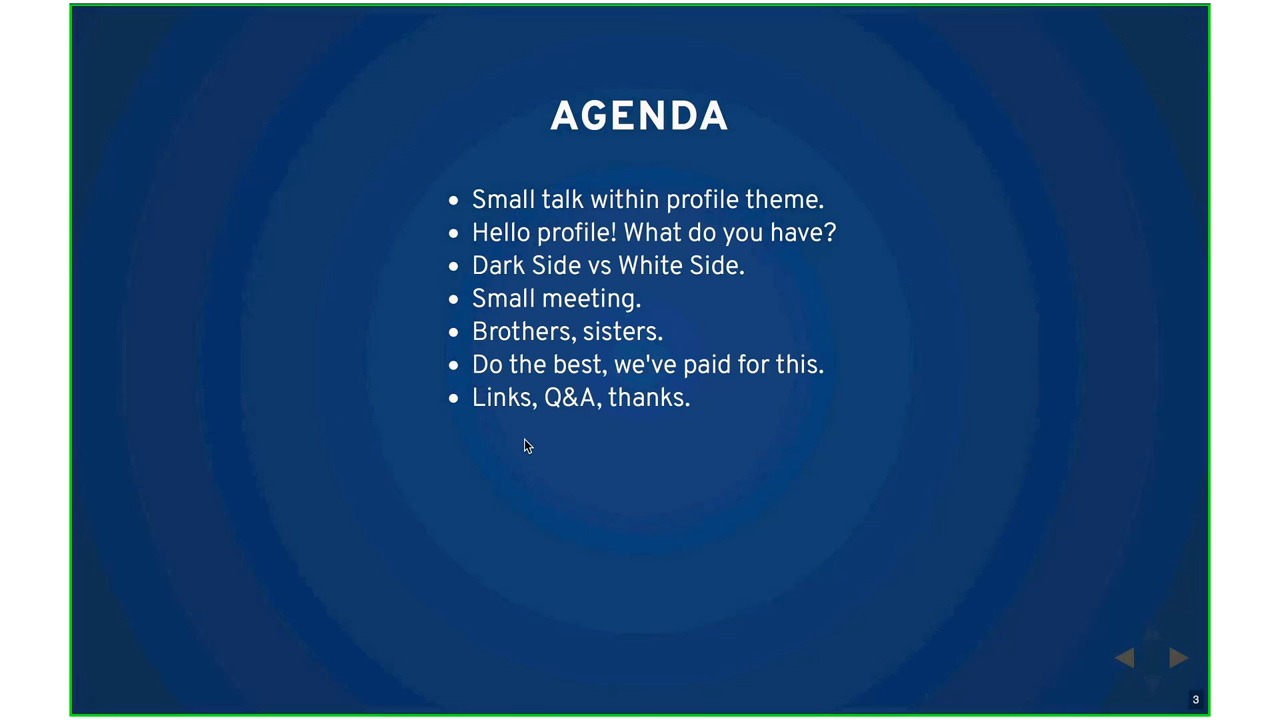 AGENDA
• Small talk within profile theme.
• Hello profile! What do you have?
• Dark Side vs White Side.
• Small meeting.
• Brothers, sisters.
• Do the best, we've paid for this.
• Links, Q&A, thanks.
3